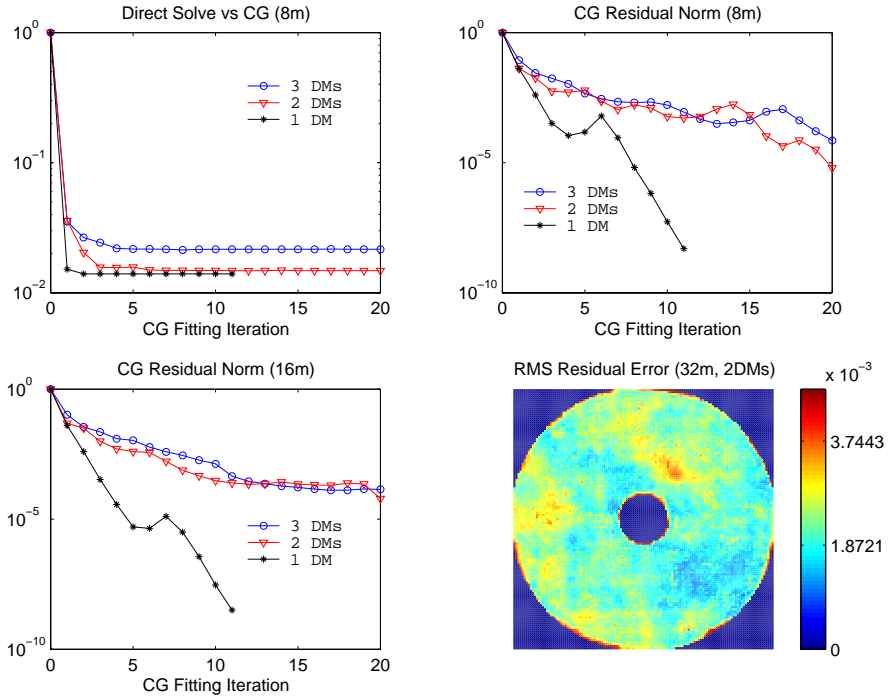 Direct Solve vs CG (8m)
10^0
10^-1
10^-2
3 DMs
2 DMs
1 DM
0 5 10 15 20
CG Fitting Iteration
CG Residual Norm (8m)
10^0
10^-5
10^-10
3 DMs
2 DMs
1 DM
0 5 10 15 20
CG Fitting Iteration
CG Residual Norm (16m)
10^0
10^-5
10^-10
3 DMs
2 DMs
1 DM
0 5 10 15 20
CG Fitting Iteration
RMS Residual Error (32m, 2DMs)
x 10^-3
3.7443
1.8721
0